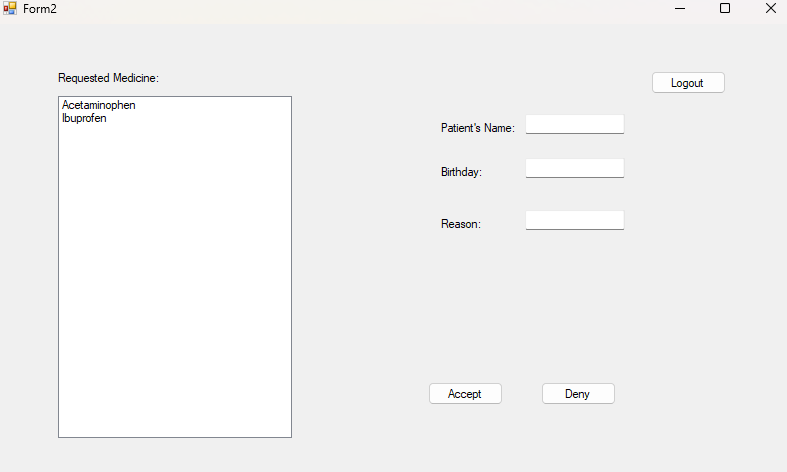 Form2
Requested Medicine:
Logout
Acetaminophen
Ibuprofen
Patient's Name:
Birthday:
Reason:
Accept
Deny